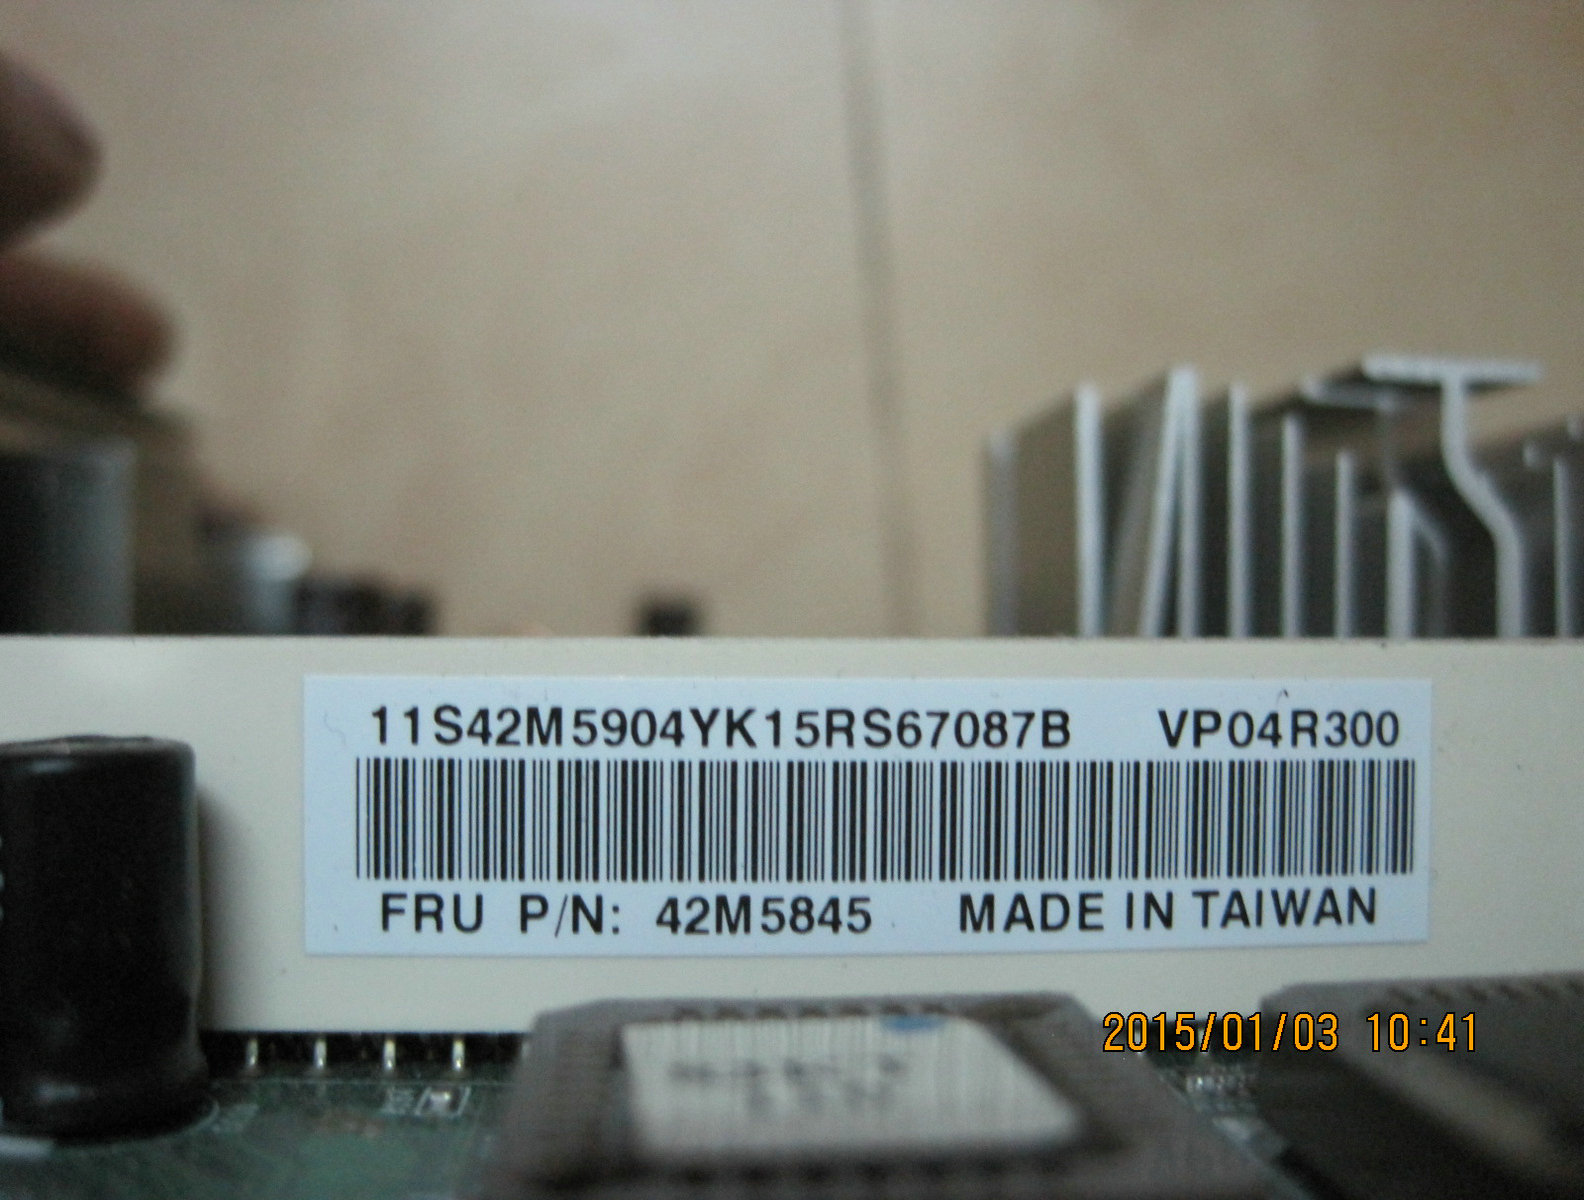 11S42M5904YK15RS67087B VP04R300
FRU P/N: 42M5845 MADE IN TAIWAN
2015/01/03 10:41